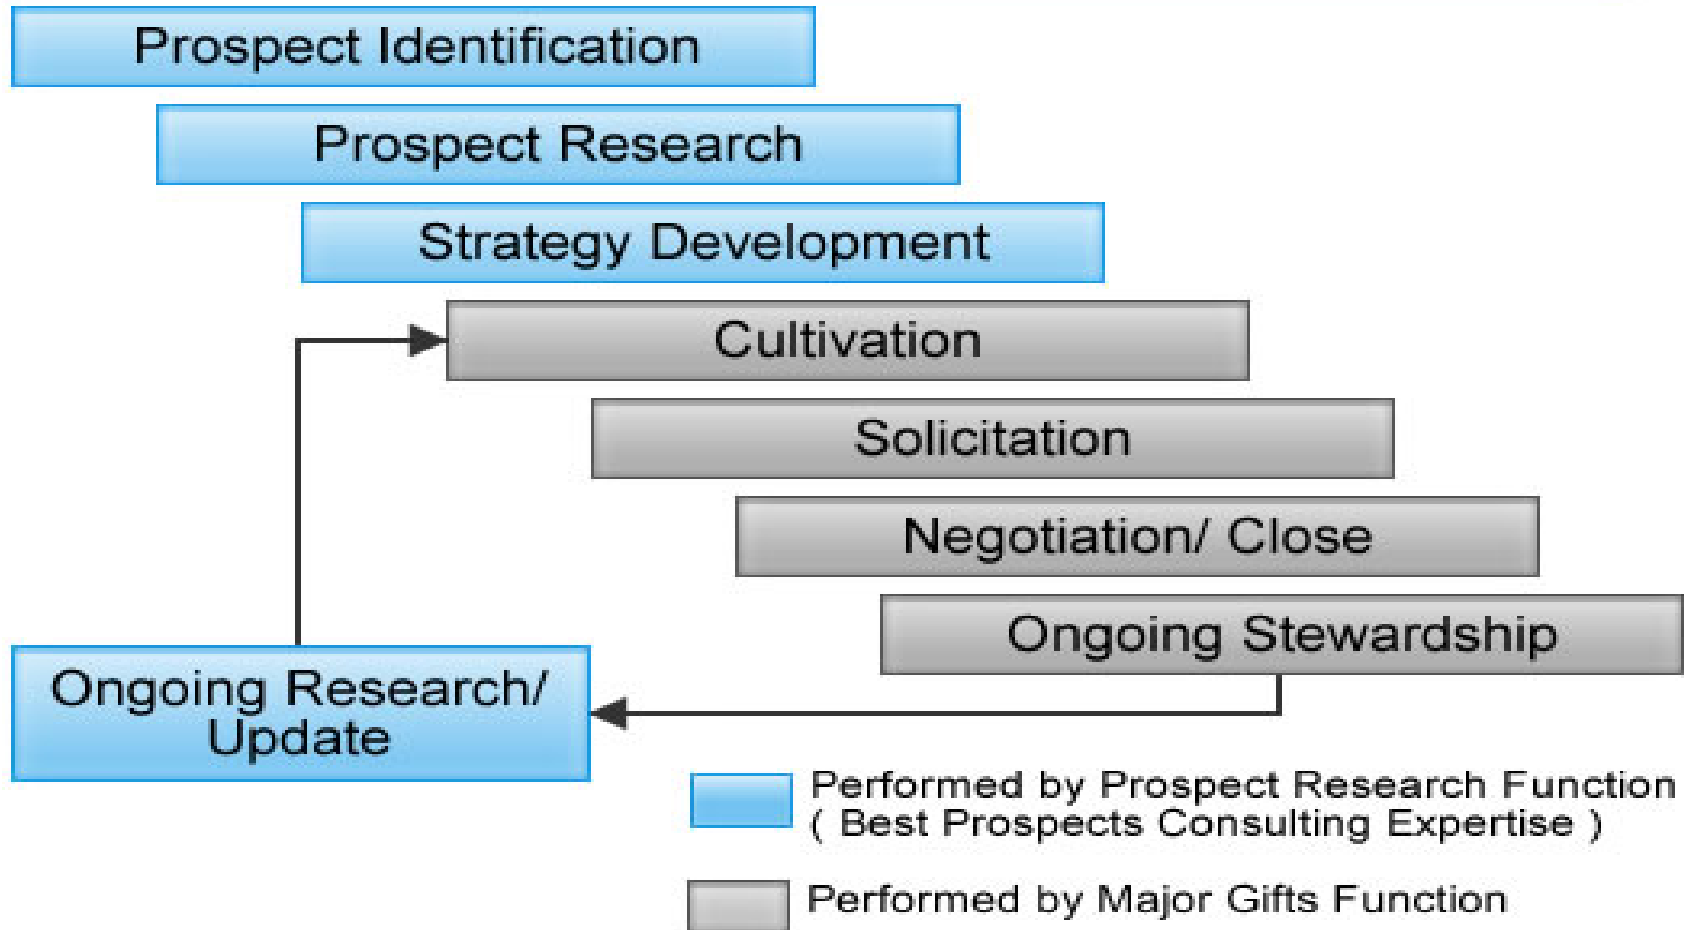 Prospect Identification
Prospect Research
Strategy Development
Cultivation
Solicitation
Negotiation/ Close
Ongoing Stewardship
Ongoing Research/
Update
Performed by Prospect Research Function
( Best Prospects Consulting Expertise )
Performed by Major Gifts Function